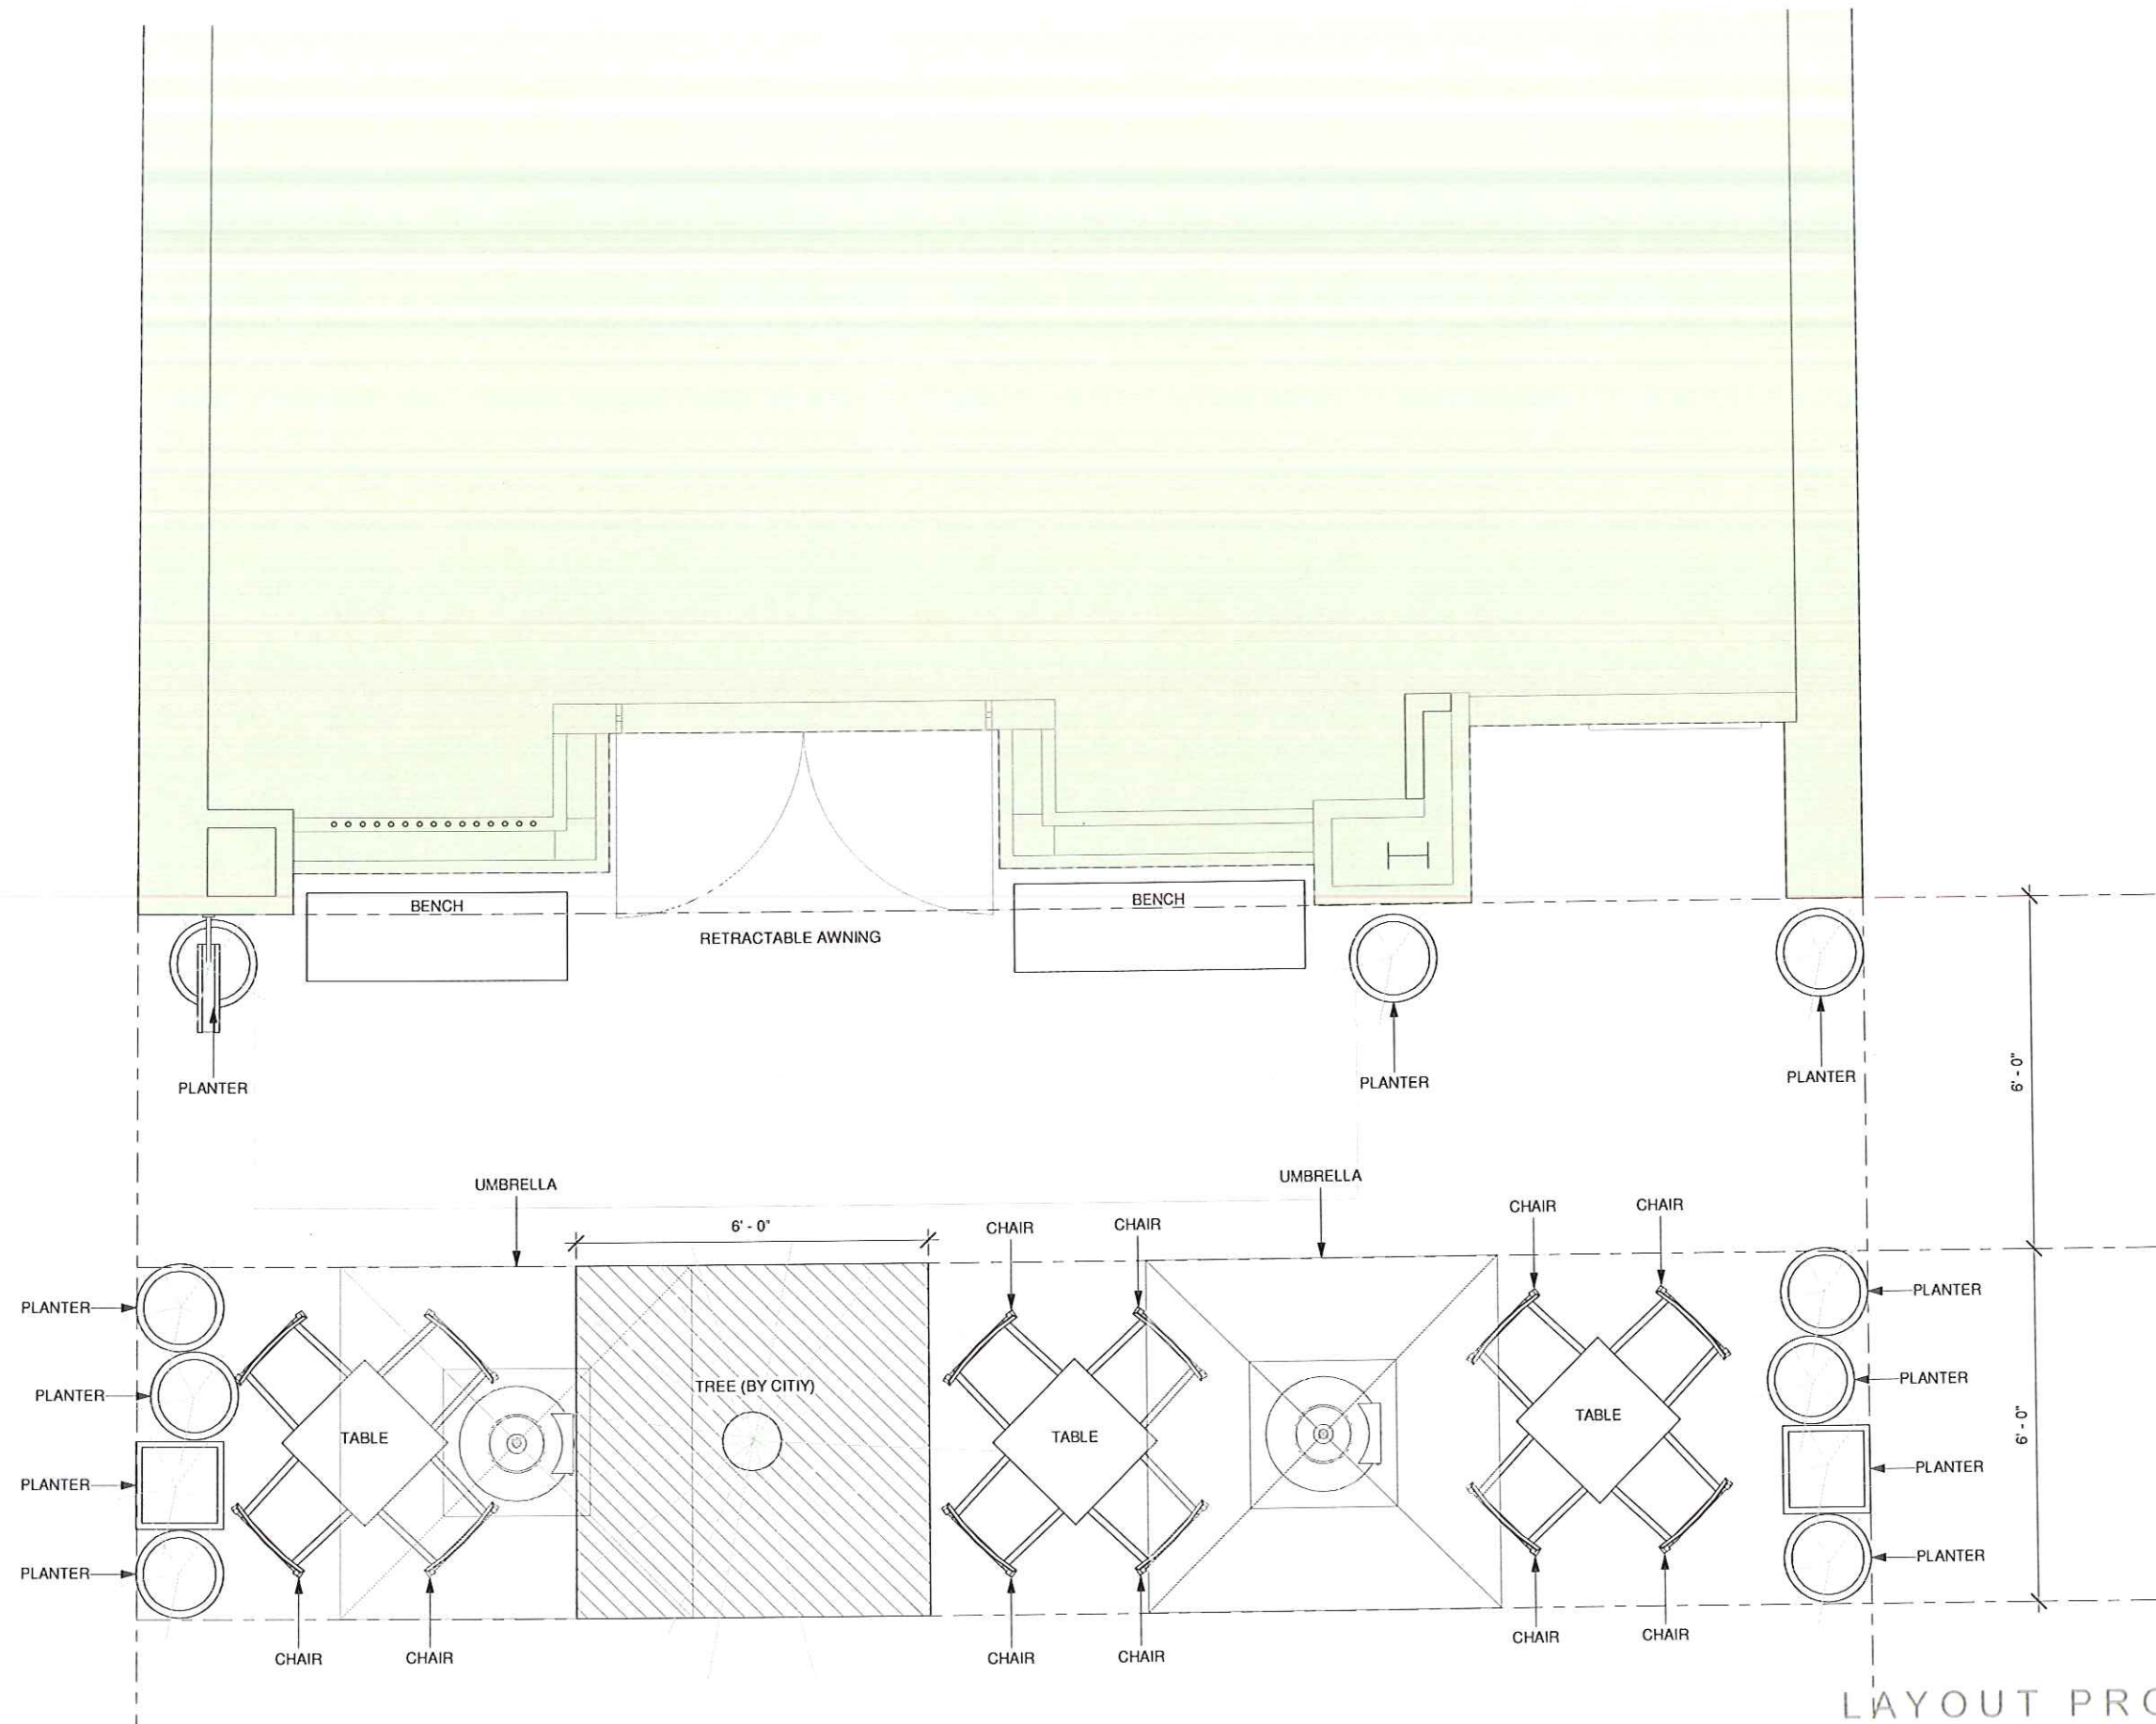 BENCH
BENCH
RETRACTABLE AWNING
PLANTER
PLANTER
PLANTER
6' - 0"
UMBRELLA
UMBRELLA
6' - 0"
CHAIR
CHAIR
CHAIR
CHAIR
PLANTER
PLANTER
PLANTER
PLANTER
TREE (BY CITIY)
TABLE
TABLE
TABLE
6' - 0"
PLANTER
PLANTER
PLANTER
PLANTER
CHAIR
CHAIR
CHAIR
CHAIR
CHAIR
CHAIR
LAYOUT PRO